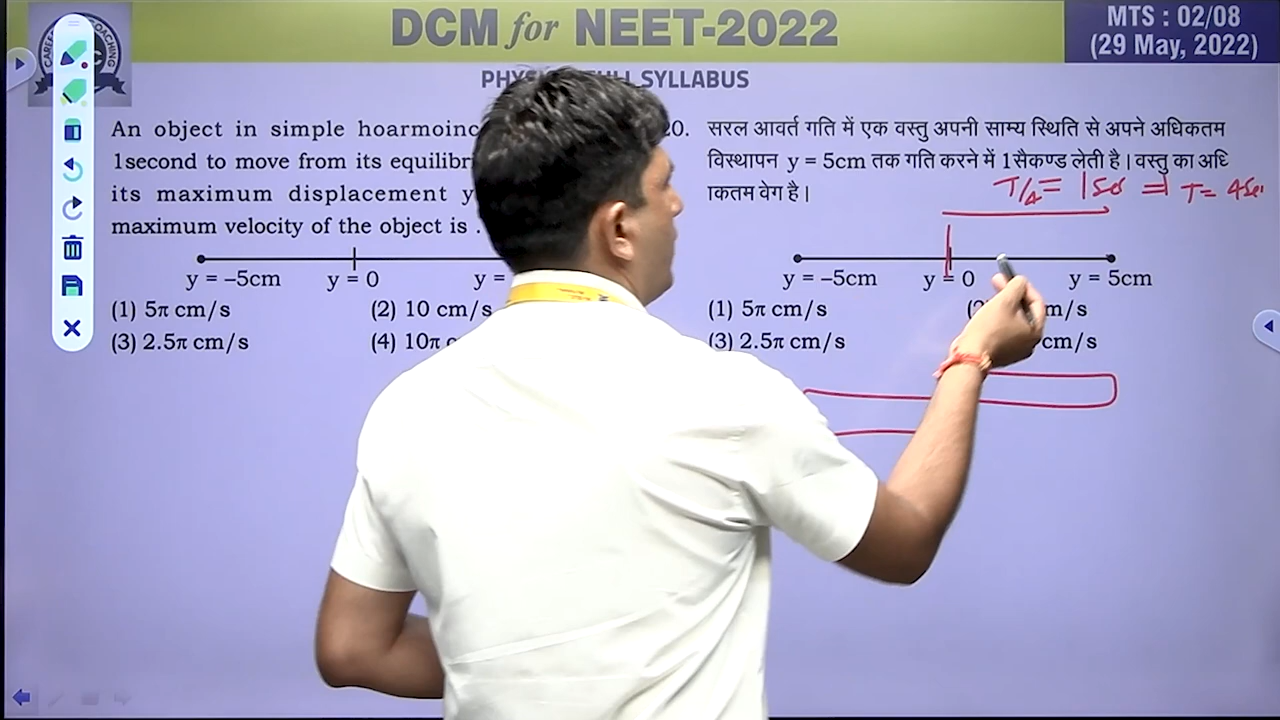 DCM for NEET-2022
MTS : 02/08
(29 May, 2022)
SYLLABUS
An object in simple hoarmoinc
1second to move from its
its maximum displacement y
maximum velocity of the object is .
y = –5cm y = 0 y =
(1) 5π cm/s (2) 10 cm/s
(3) 2.5π cm/s (4) 10π
20. सरल आवर्त गति में एक वस्तु अपनी साम्य स्थिति से अपने अधिकतम
विस्थापन y = 5cm तक गति करने में 1सैकण्ड लेती है। वस्तु का अधि
कतम वेग है।
T/4 = 1 sec ⇒ T = 4 sec
y = –5cm y = 0 y = 5cm
(1) 5π cm/s m/s
(3) 2.5π cm/s cm/s